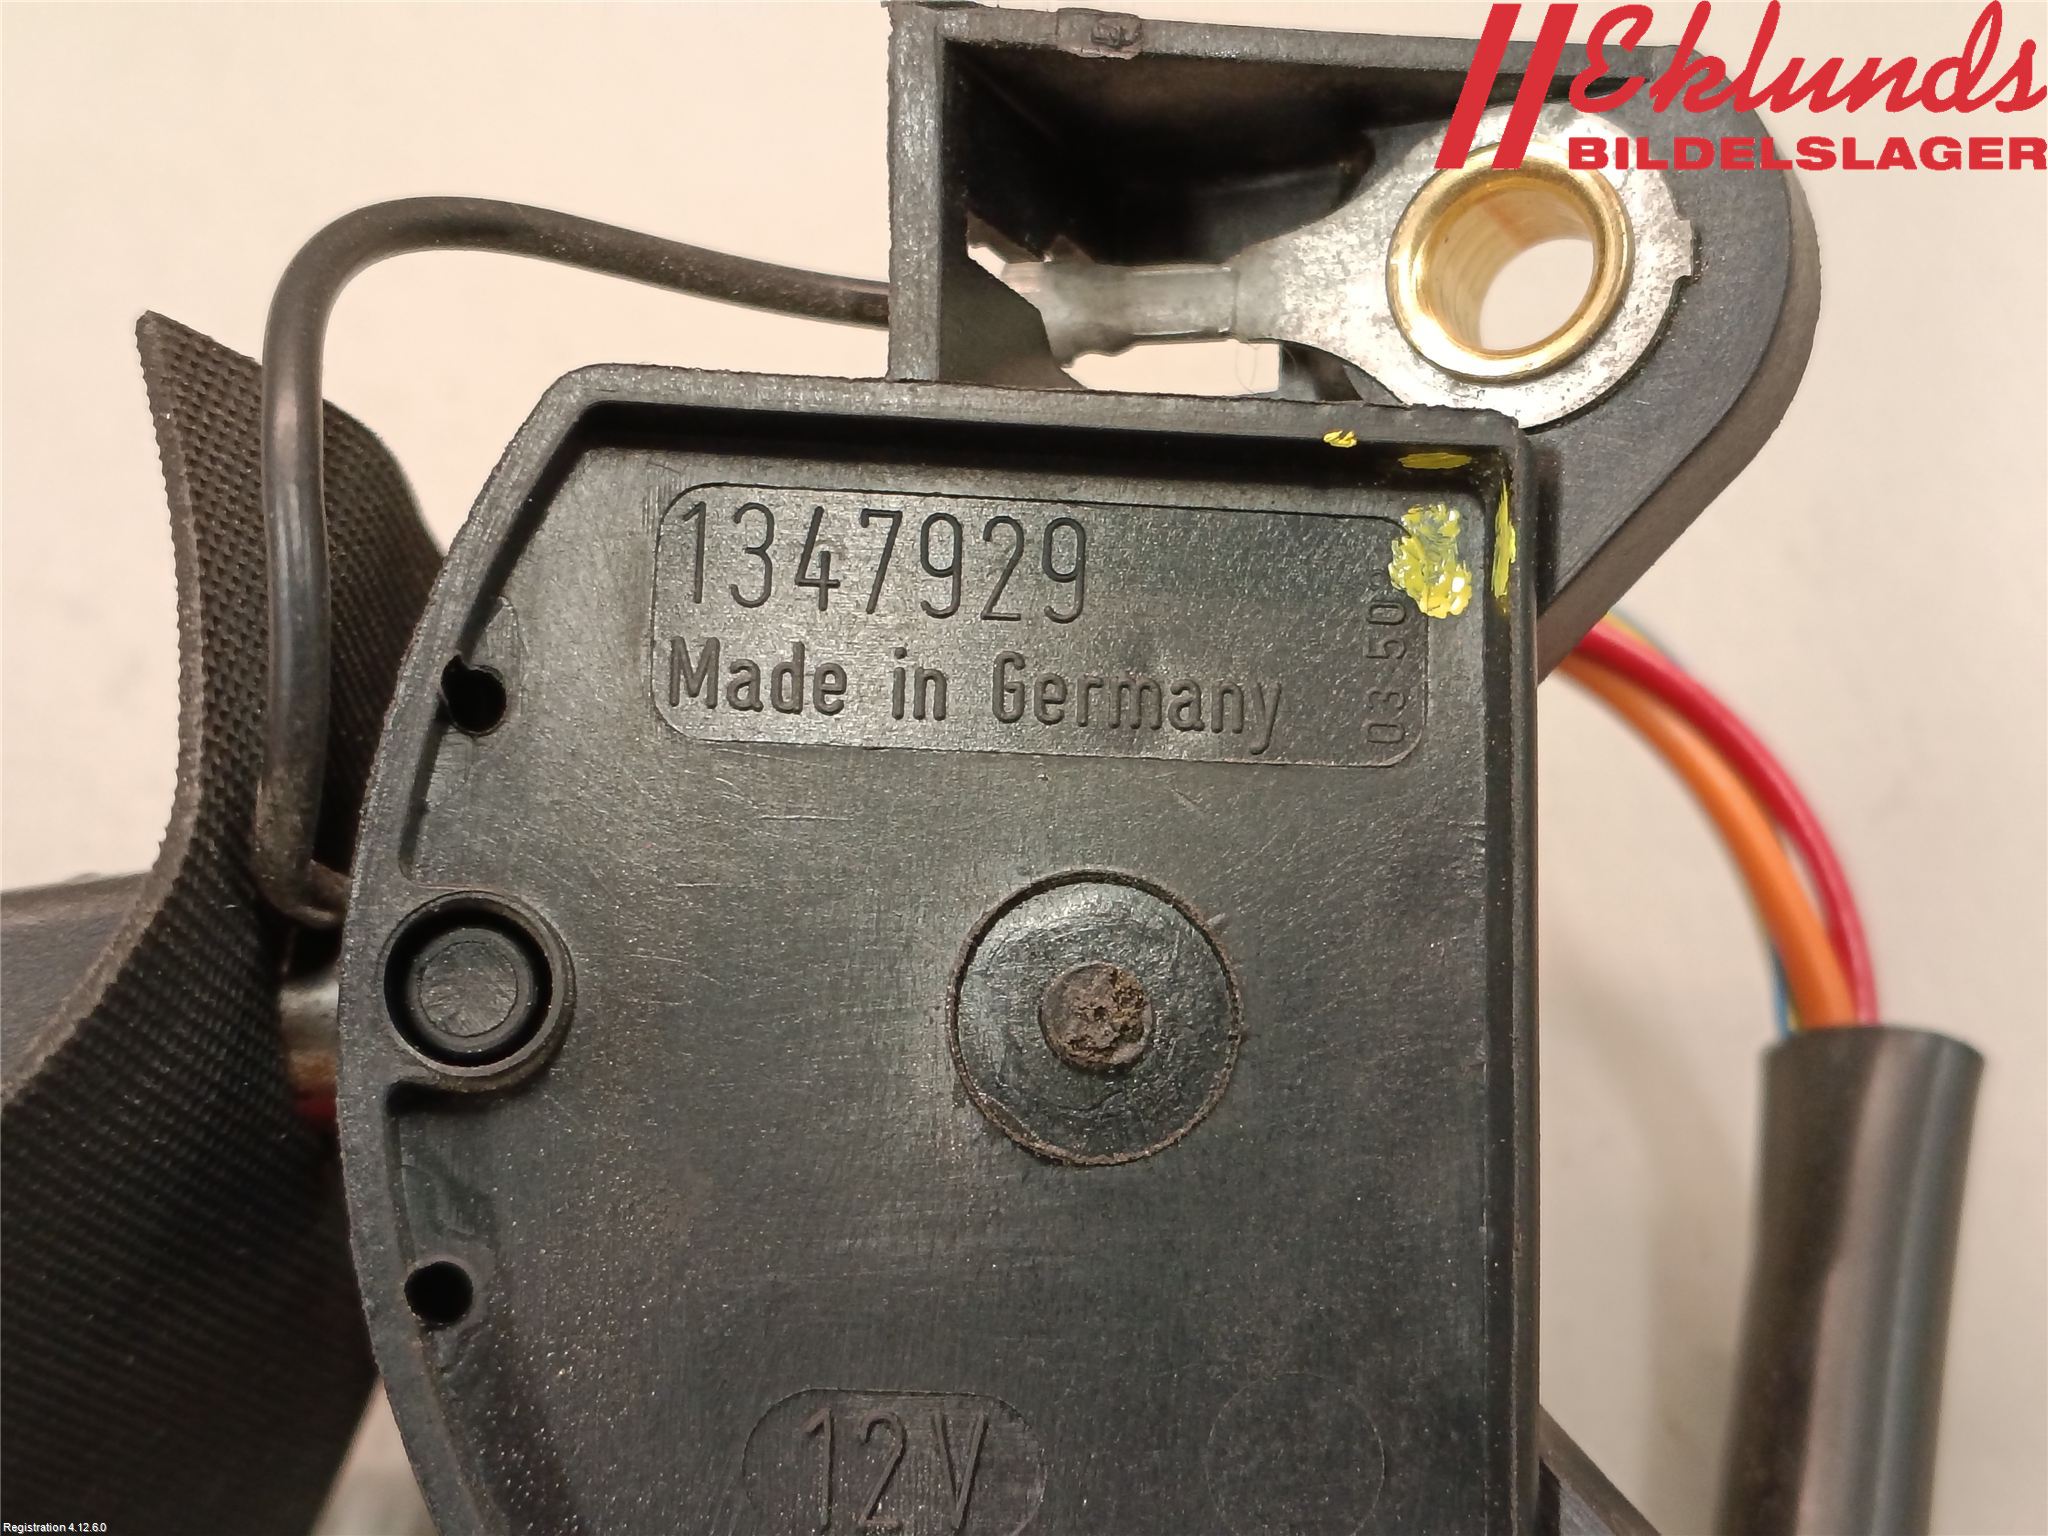 Eklunds
BILDELSLAGER
1347929
Made in Germany
03 50
12V
Registration 4.12.6.0